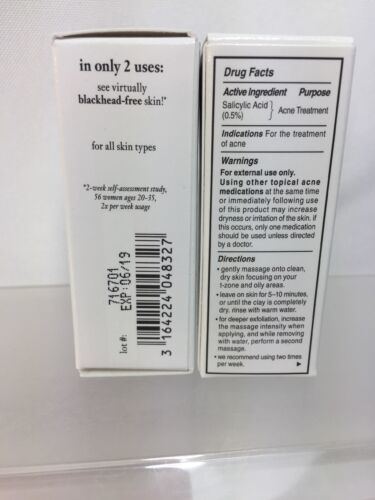 in only 2 uses:
see virtually
blackhead-free skin!*
for all skin types
*2-week self-assessment study,
56 women ages 20-35,
2x per week usage
lot #:
716701
EXP:06/19
3 164224 048327
Drug Facts
Active Ingredient Purpose
Salicylic Acid } Acne Treatment
(0.5%)
Indications For the treatment
of acne
Warnings
For external use only.
Using other topical acne
medications at the same time
or immediately following use
of this product may increase
dryness or irritation of the skin. if
this occurs, only one medication
should be used unless directed
by a doctor.
Directions
• gently massage onto clean,
dry skin focusing on your
t-zone and oily areas.
• leave on skin for 5–10 minutes,
or until the clay is completely
dry. rinse with warm water.
• for deeper exfoliation, increase
the massage intensity when
applying, and while removing
with water, perform a second
massage.
• we recommend using two times
per week.